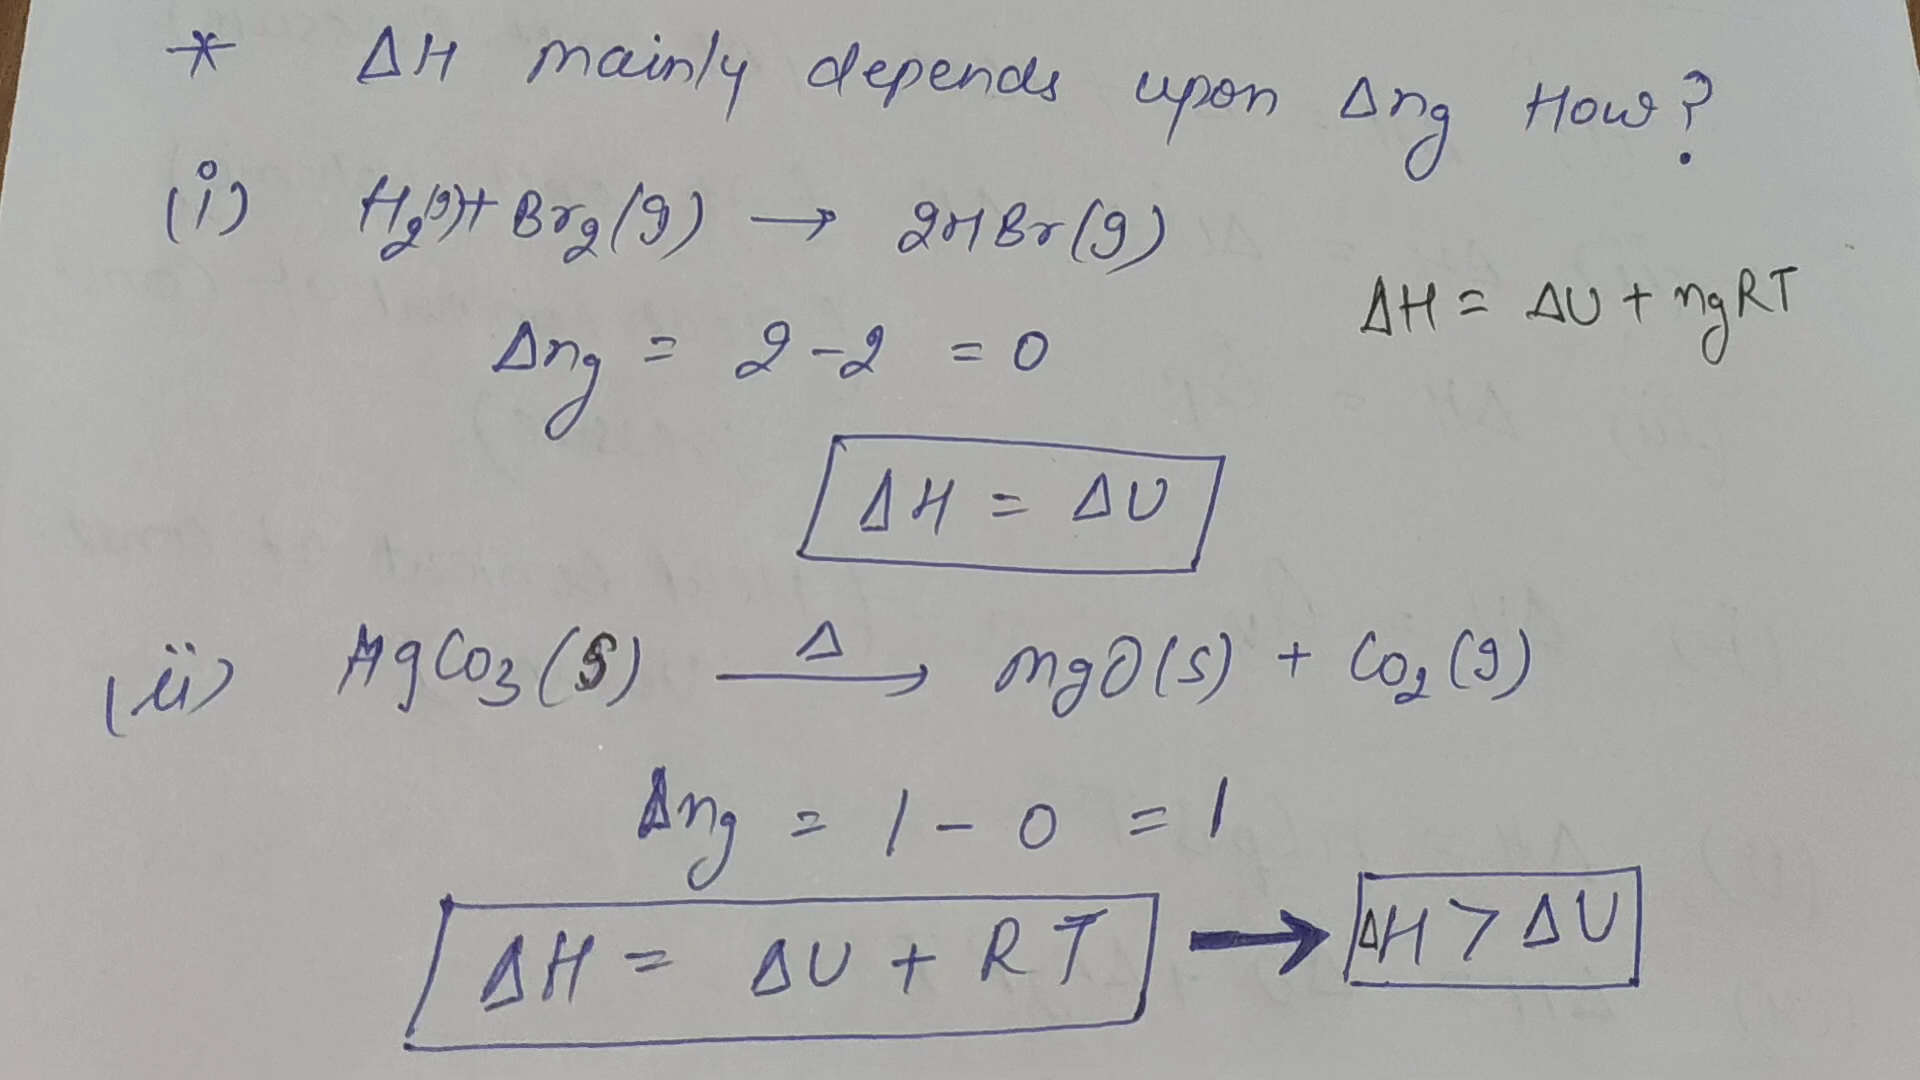 * ΔH mainly depends upon Δng How?
(i) H2(g)+ Br2(g) → 2HBr(g)
ΔH = ΔU + ngRT
Δng = 2-2 = 0
ΔH = ΔU
(ii) MgCO3(s) Δ→ MgO(s) + CO2(g)
Δng = 1 - 0 = 1
ΔH = ΔU + RT → ΔH > ΔU